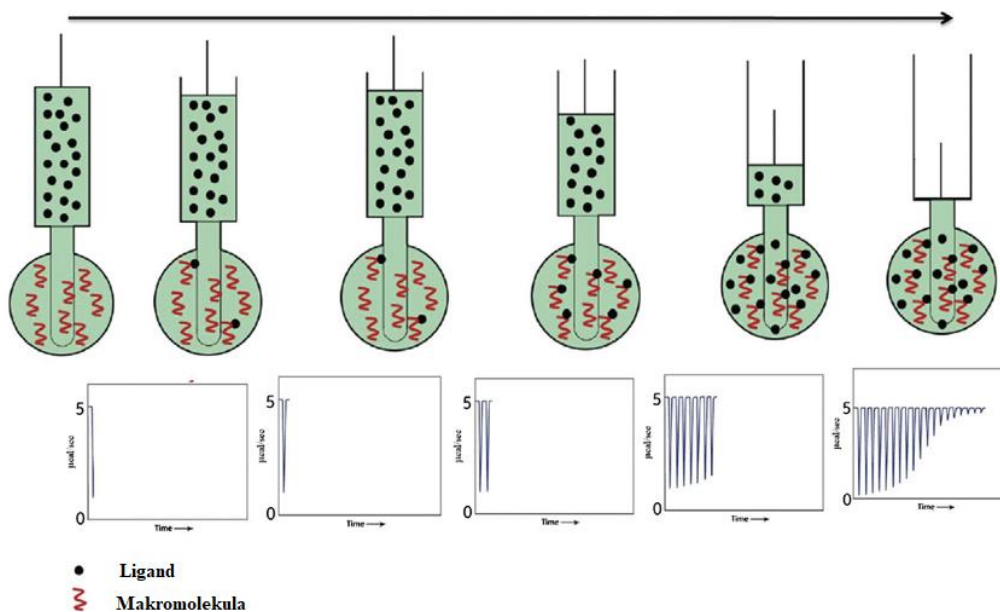 5
µcal/sec
0
Time →
5
µcal/sec
0
Time →
5
µcal/sec
0
Time →
5
µcal/sec
0
Time →
5
µcal/sec
0
Time →
Ligand
Makromolekula